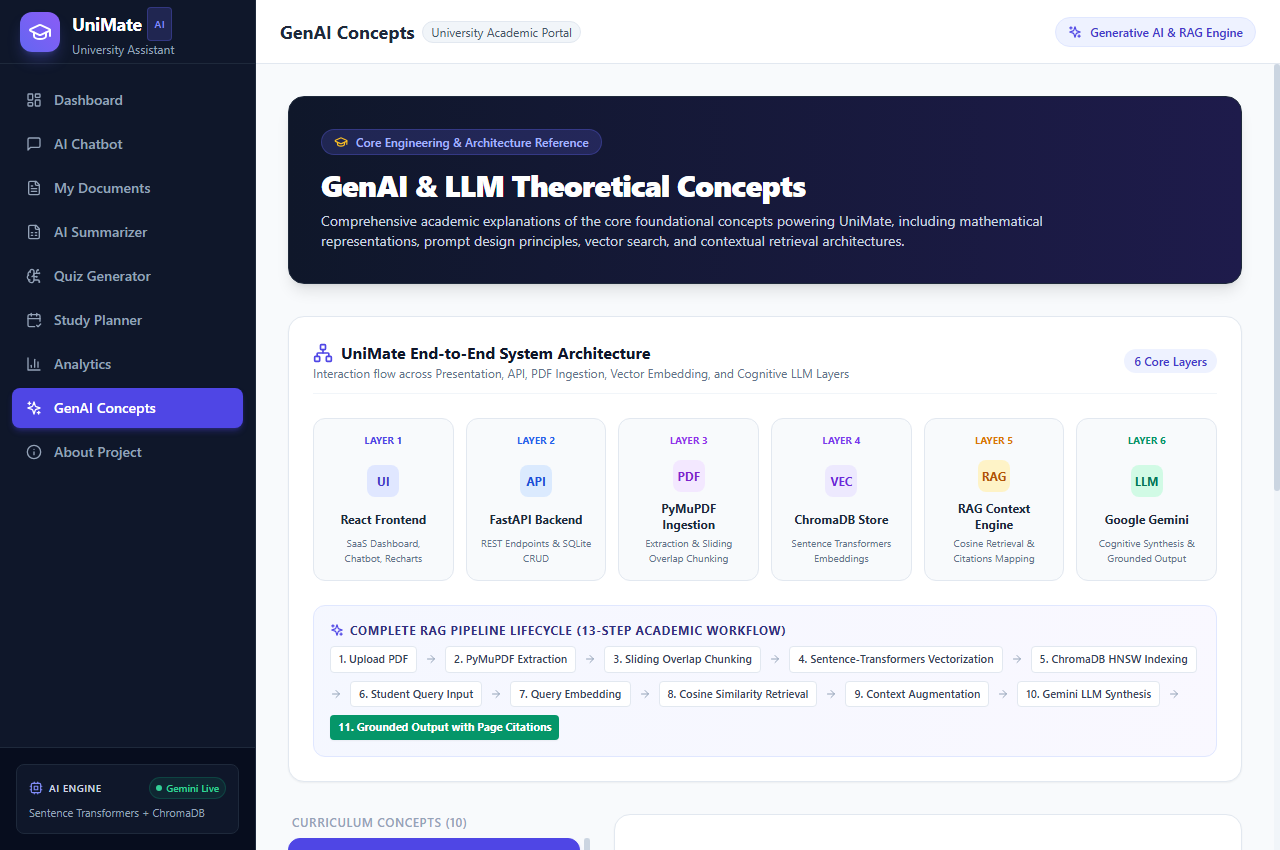 UniMate AI
University Assistant
Dashboard
AI Chatbot
My Documents
AI Summarizer
Quiz Generator
Study Planner
Analytics
GenAI Concepts
About Project
AI ENGINE
Gemini Live
Sentence Transformers + ChromaDB
GenAI Concepts
University Academic Portal
Generative AI & RAG Engine
Core Engineering & Architecture Reference
GenAI & LLM Theoretical Concepts
Comprehensive academic explanations of the core foundational concepts powering UniMate, including mathematical
representations, prompt design principles, vector search, and contextual retrieval architectures.
UniMate End-to-End System Architecture
Interaction flow across Presentation, API, PDF Ingestion, Vector Embedding, and Cognitive LLM Layers
6 Core Layers
LAYER 1
UI
React Frontend
SaaS Dashboard,
Chatbot, Recharts
LAYER 2
API
FastAPI Backend
REST Endpoints & SQLite
CRUD
LAYER 3
PDF
PyMuPDF
Ingestion
Extraction & Sliding
Overlap Chunking
LAYER 4
VEC
ChromaDB Store
Sentence Transformers
Embeddings
LAYER 5
RAG
RAG Context
Engine
Cosine Retrieval &
Citations Mapping
LAYER 6
LLM
Google Gemini
Cognitive Synthesis &
Grounded Output
COMPLETE RAG PIPELINE LIFECYCLE (13-STEP ACADEMIC WORKFLOW)
1. Upload PDF → 2. PyMuPDF Extraction → 3. Sliding Overlap Chunking → 4. Sentence-Transformers Vectorization → 5. ChromaDB HNSW Indexing
→ 6. Student Query Input → 7. Query Embedding → 8. Cosine Similarity Retrieval → 9. Context Augmentation → 10. Gemini LLM Synthesis →
11. Grounded Output with Page Citations
CURRICULUM CONCEPTS (10)